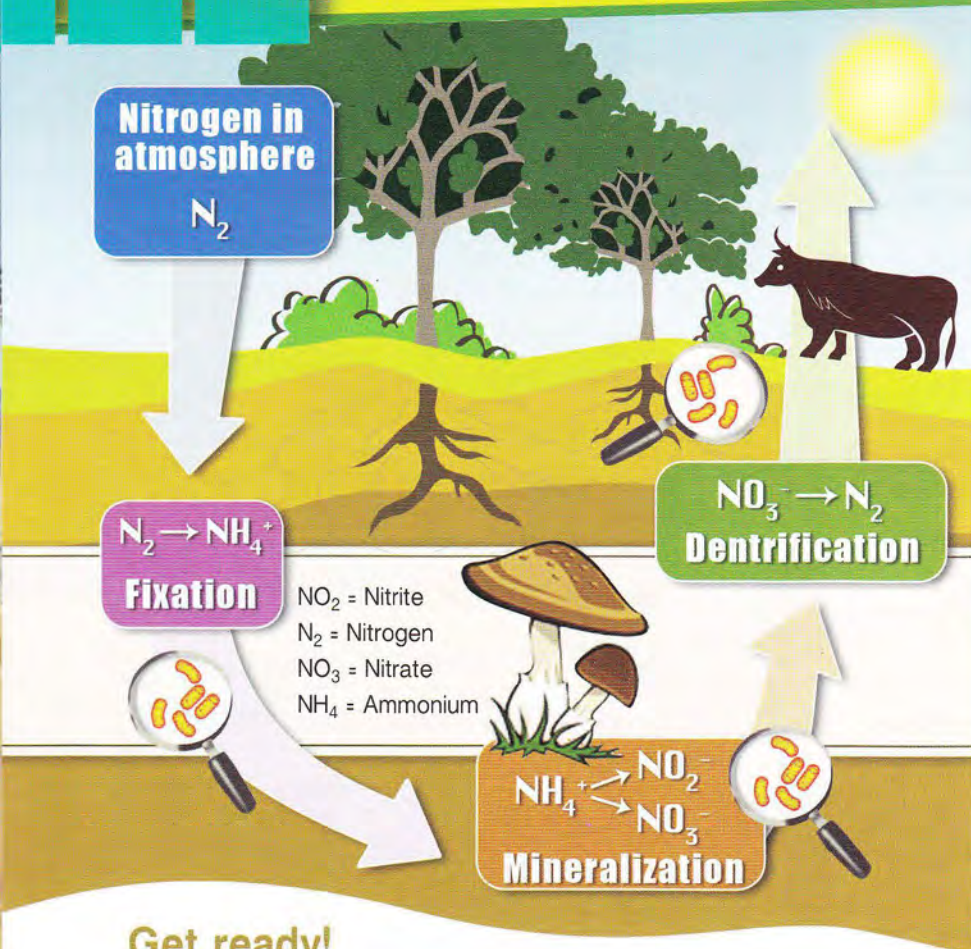 Nitrogen in
atmosphere
N₂
N₂ → NH₄⁺
Fixation
NO₂ = Nitrite
N₂ = Nitrogen
NO₃ = Nitrate
NH₄ = Ammonium
NH₄⁺ → NO₂⁻
→ NO₃⁻
Mineralization
NO₃⁻ → N₂
Dentrification
Get ready!